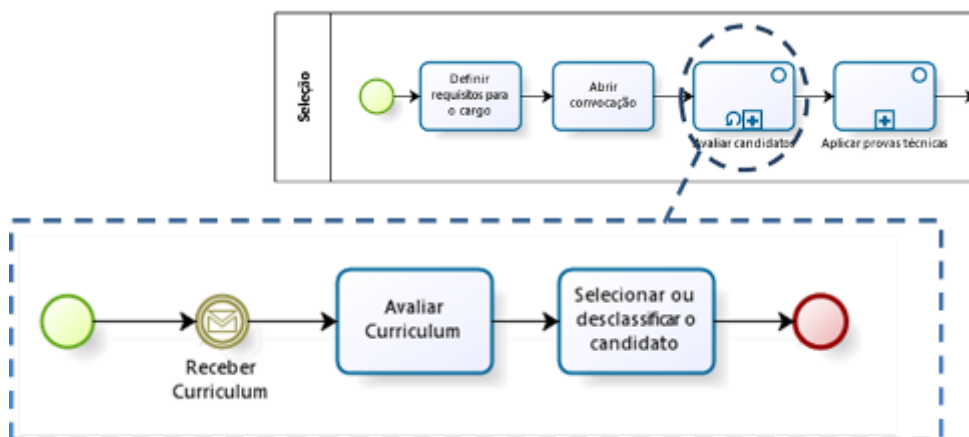 Seleção
Definir
requisitos para
o cargo
Abrir
convocação
Avaliar candidatos
Aplicar provas técnicas
Receber
Curriculum
Avaliar
Curriculum
Selecionar ou
desclassificar o
candidato